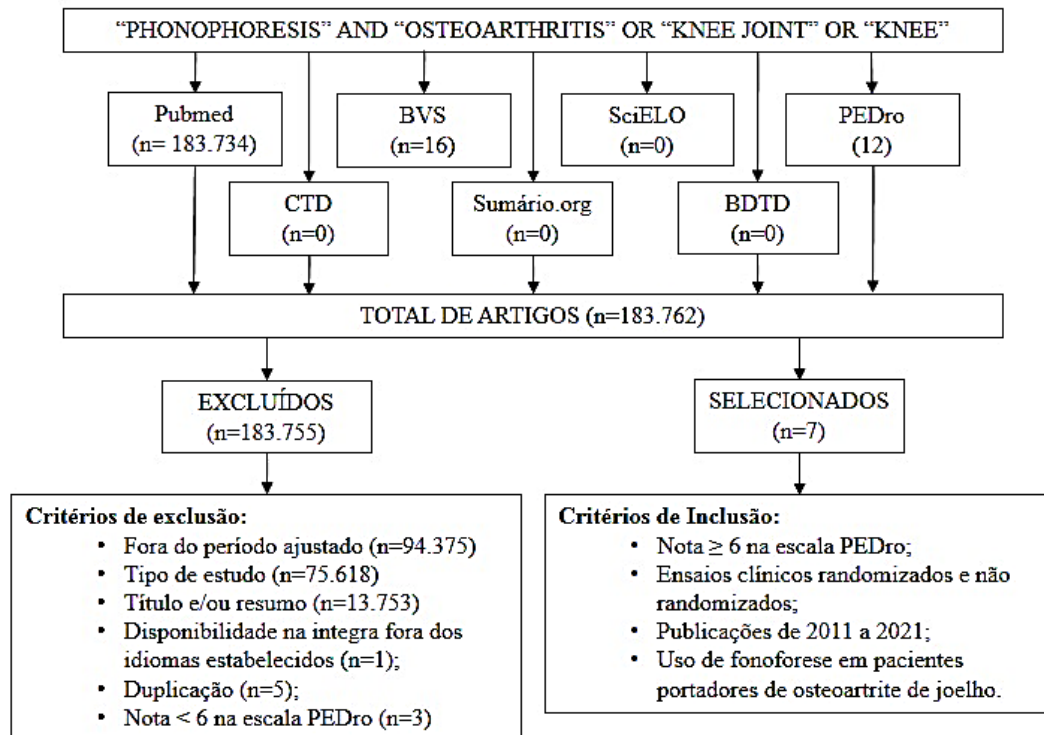 “PHONOPHORESIS” AND “OSTEOARTHRITIS” OR “KNEE JOINT” OR “KNEE”
Pubmed
(n= 183.734)
BVS
(n=16)
SciELO
(n=0)
PEDro
(12)
CTD
(n=0)
Sumário.org
(n=0)
BDTD
(n=0)
TOTAL DE ARTIGOS (n=183.762)
EXCLUÍDOS
(n=183.755)
SELECIONADOS
(n=7)
Critérios de exclusão:
• Fora do período ajustado (n=94.375)
• Tipo de estudo (n=75.618)
• Título e/ou resumo (n=13.753)
• Disponibilidade na integra fora dos
idiomas estabelecidos (n=1);
• Duplicação (n=5);
• Nota < 6 na escala PEDro (n=3)
Critérios de Inclusão:
• Nota ≥ 6 na escala PEDro;
• Ensaios clínicos randomizados e não
randomizados;
• Publicações de 2011 a 2021;
• Uso de fonoforese em pacientes
portadores de osteoartrite de joelho.